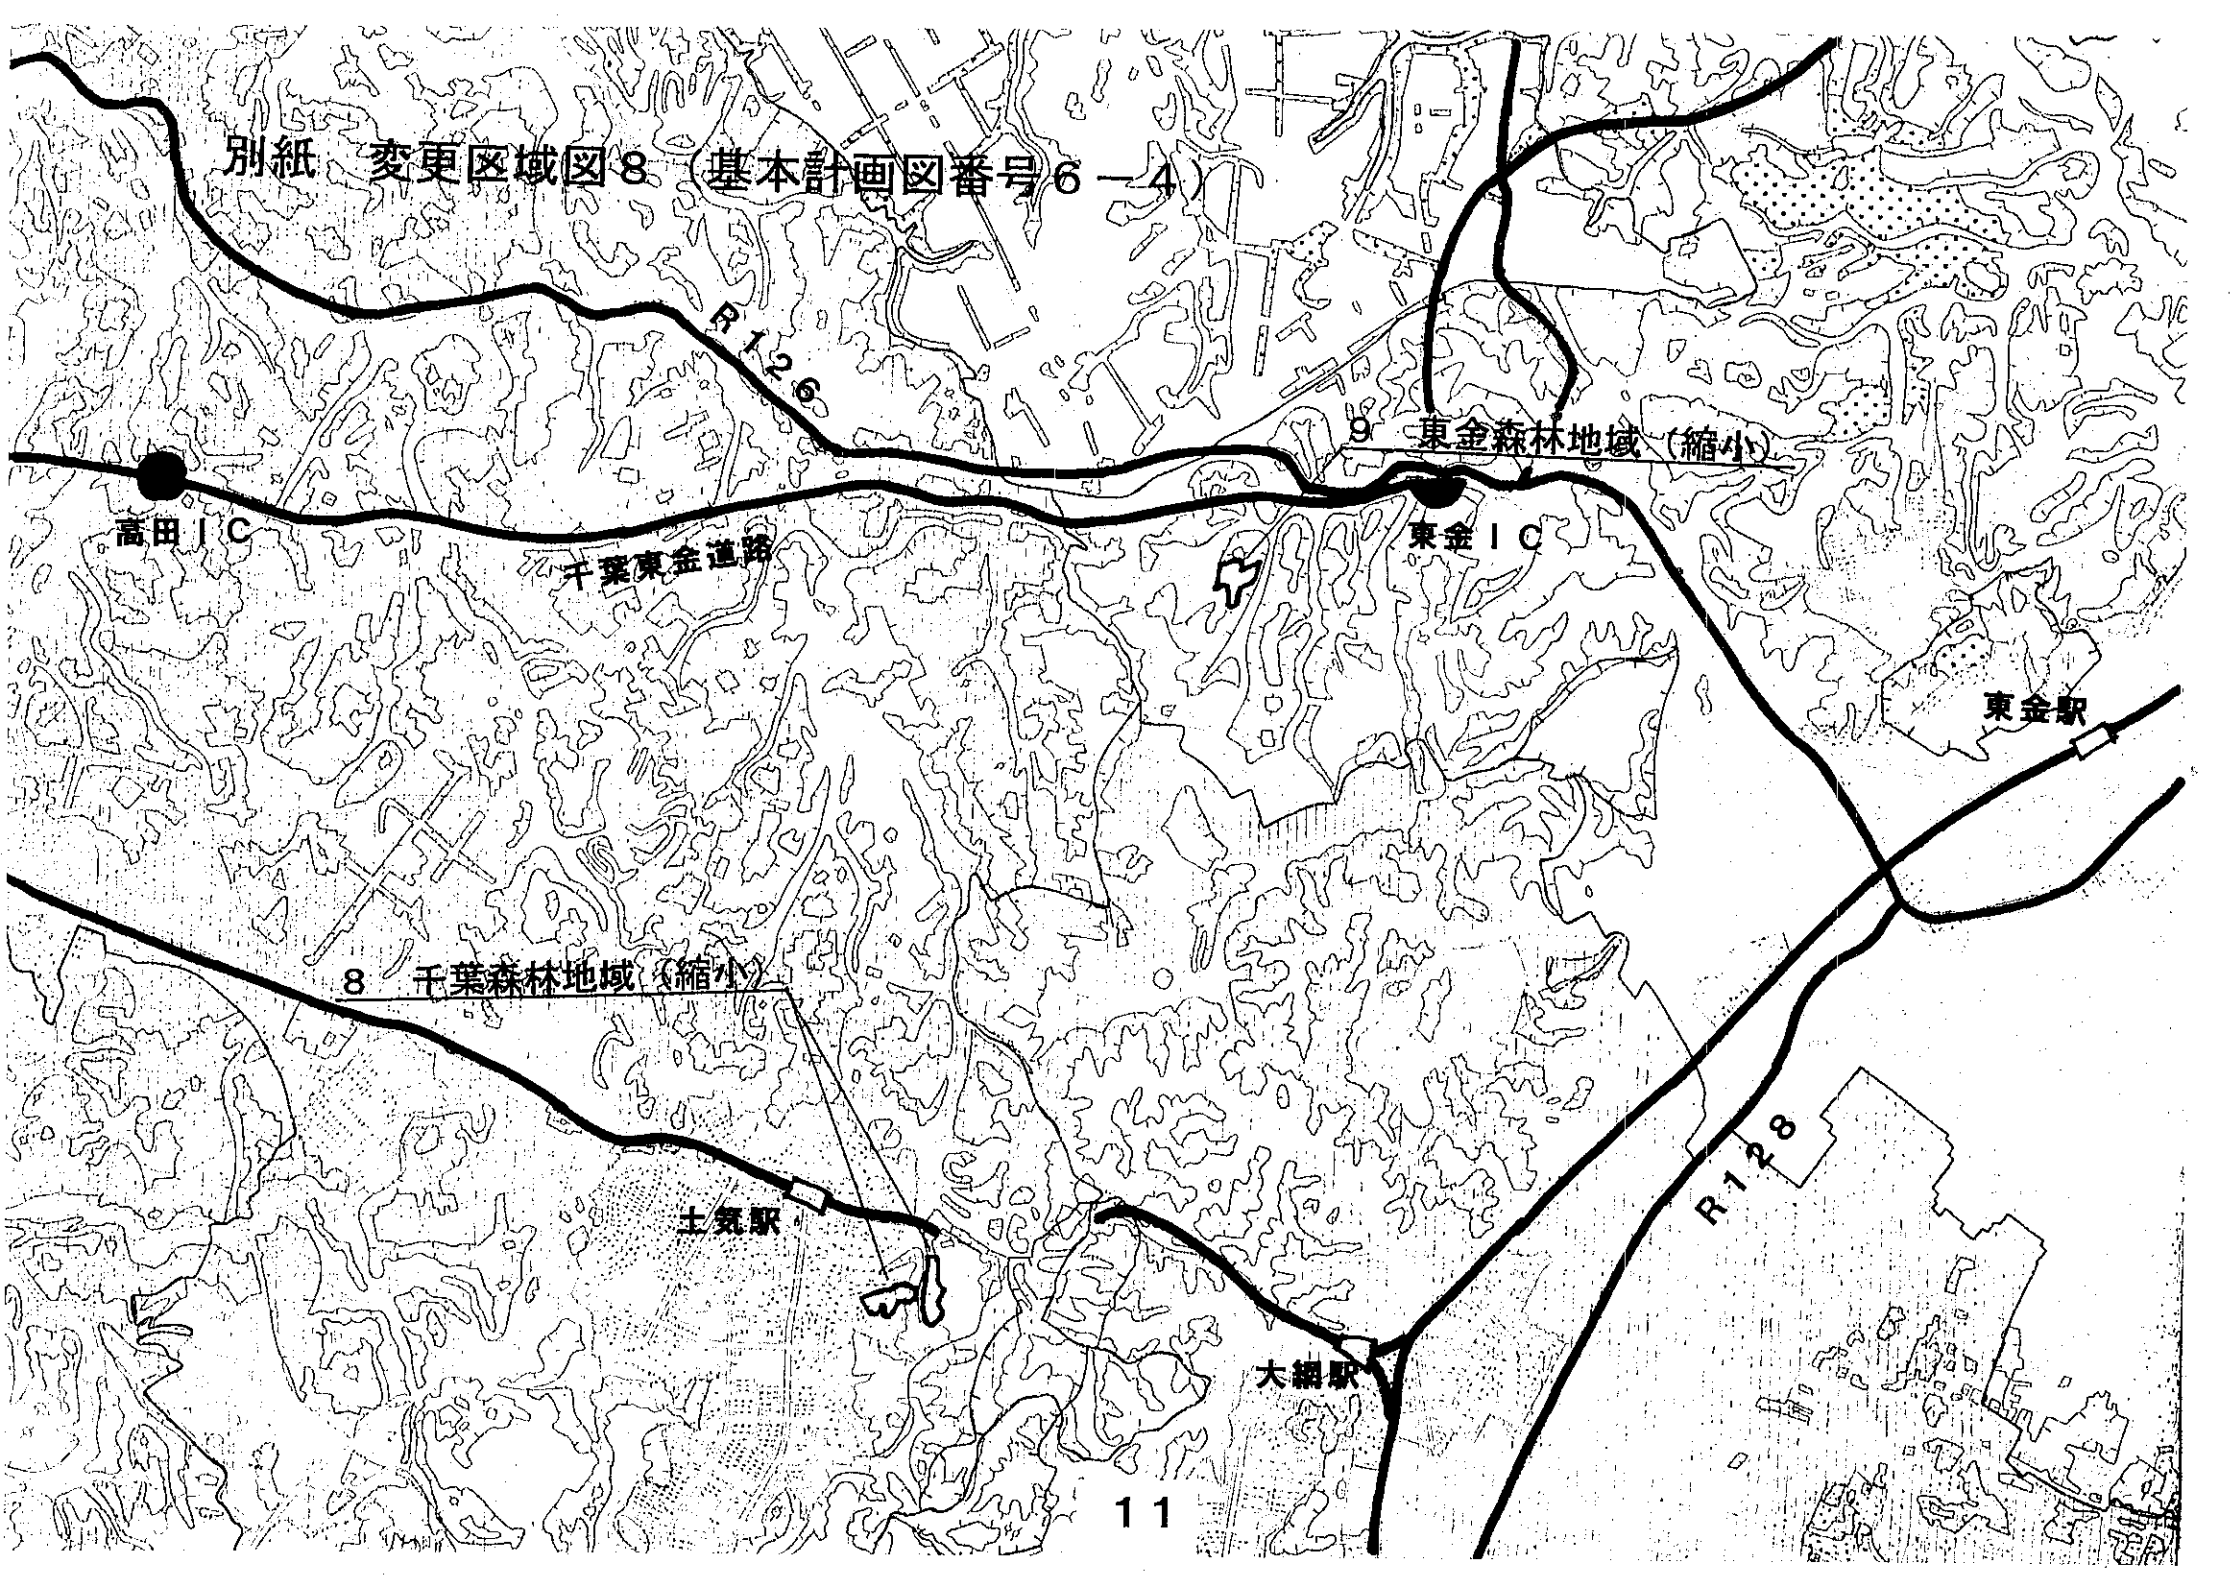 別紙　変更区域図8（基本計画図番号6－4）
R126
9　東金森林地域（縮小）
高田IC
東金IC
千葉東金道路
東金駅
8　千葉森林地域（縮小）
R128
土気駅
大網駅
11